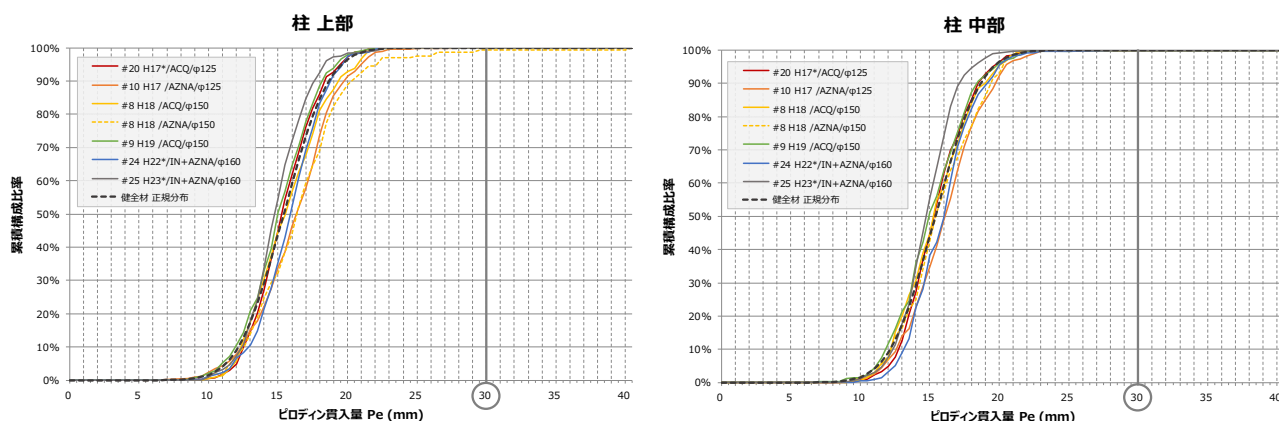 柱 上部
100%
90%
80%
70%
60%
50%
40%
30%
20%
10%
0%
累積構成比率
#20 H17*/ACQ/φ125
#10 H17 /AZNA/φ125
#8 H18 /ACQ/φ150
#8 H18 /AZNA/φ150
#9 H19 /ACQ/φ150
#24 H22*/IN+AZNA/φ160
#25 H23*/IN+AZNA/φ160
健全材 正規分布
0 5 10 15 20 25 30 35 40
ピロディン貫入量 Pe (mm)
柱 中部
100%
90%
80%
70%
60%
50%
40%
30%
20%
10%
0%
累積構成比率
#20 H17*/ACQ/φ125
#10 H17 /AZNA/φ125
#8 H18 /ACQ/φ150
#8 H18 /AZNA/φ150
#9 H19 /ACQ/φ150
#24 H22*/IN+AZNA/φ160
#25 H23*/IN+AZNA/φ160
健全材 正規分布
0 5 10 15 20 25 30 35 40
ピロディン貫入量 Pe (mm)